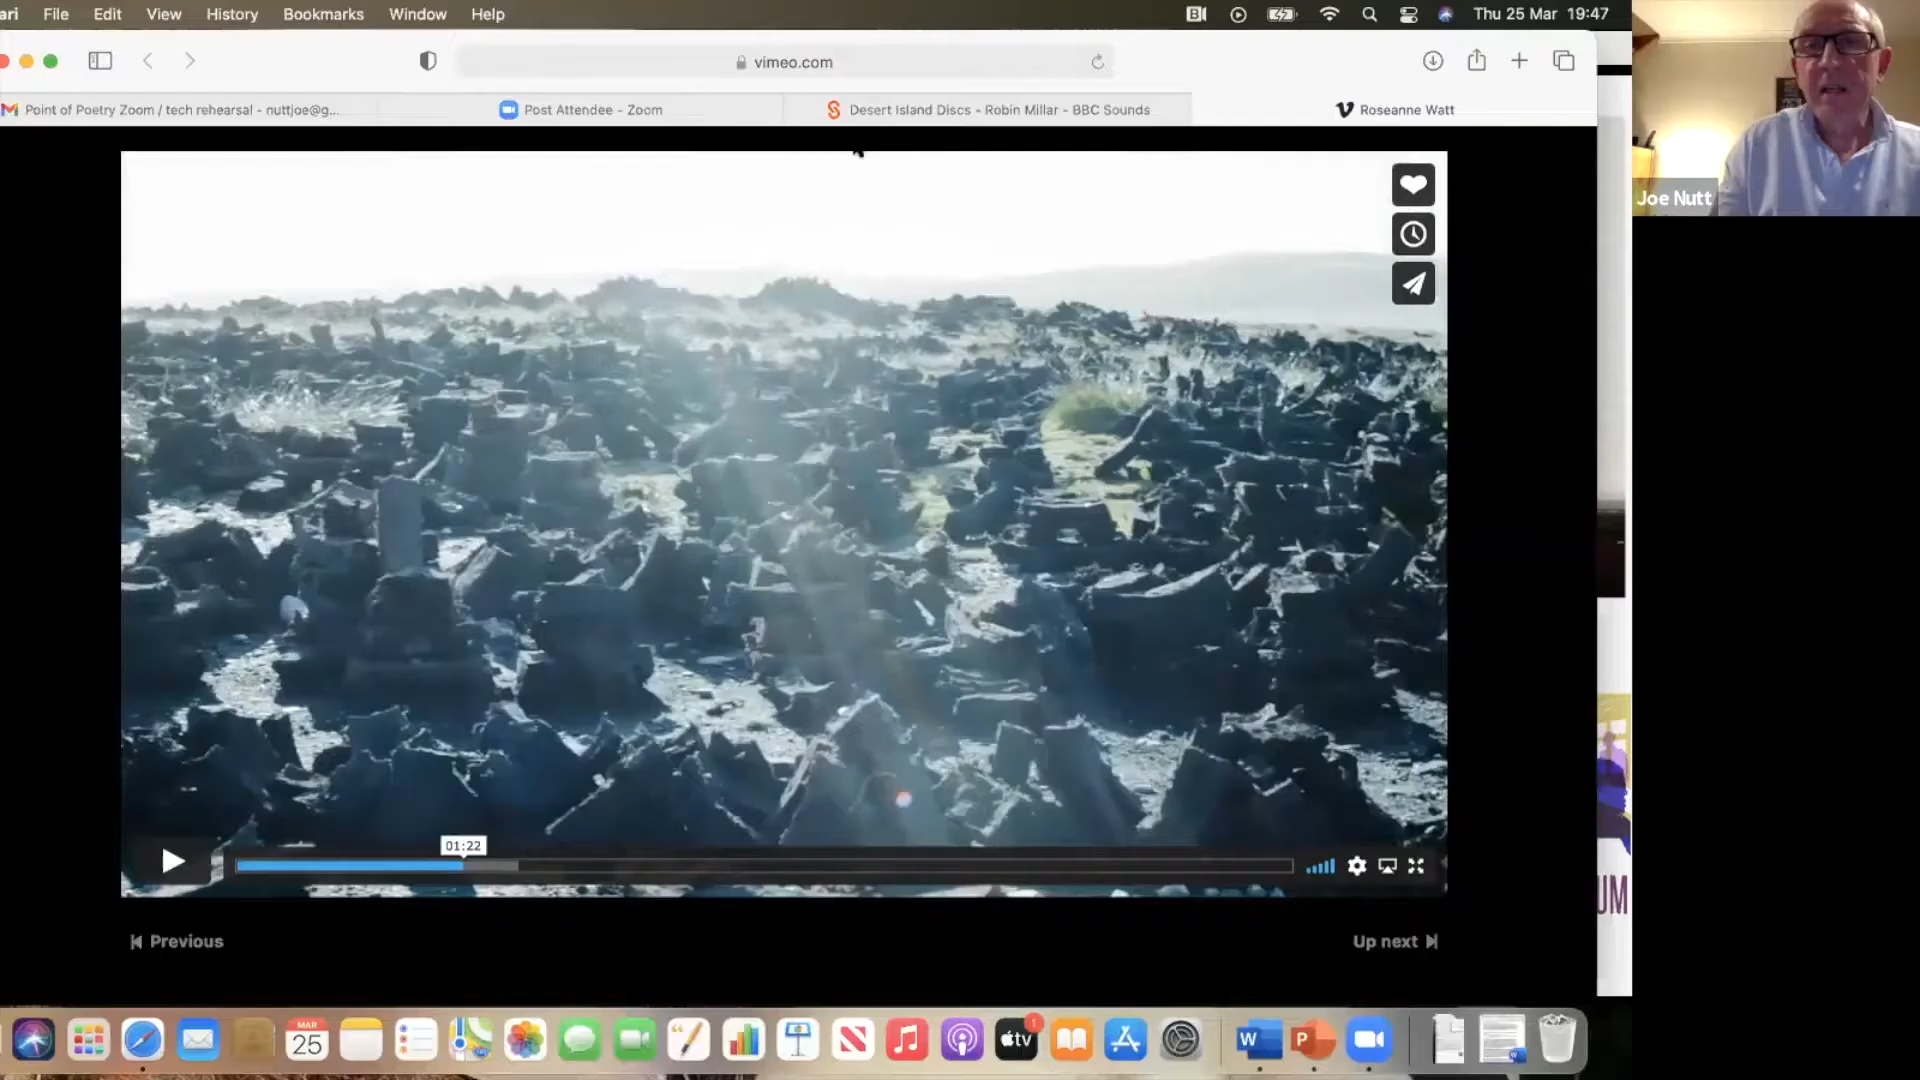 ari File Edit View History Bookmarks Window Help Thu 25 Mar 19:47
vimeo.com
Point of Poetry Zoom / tech rehearsal - nuttjoe@g... Post Attendee - Zoom Desert Island Discs - Robin Millar - BBC Sounds Roseanne Watt
Joe Nutt
01:22
UM
Previous Up next
MAR
25
tv
1
W P